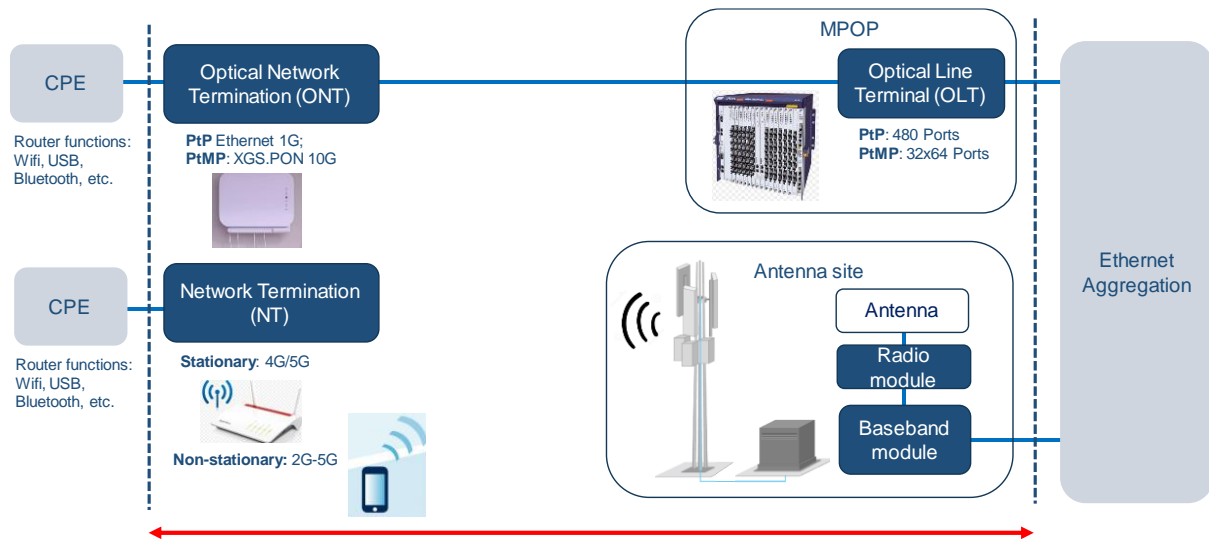 MPOP
CPE
Optical Network
Termination (ONT)
Optical Line
Terminal (OLT)
Router functions:
Wifi, USB,
Bluetooth, etc.
PtP Ethernet 1G;
PtMP: XGS.PON 10G
PtP: 480 Ports
PtMP: 32x64 Ports
Ethernet
Aggregation
CPE
Network Termination
(NT)
Antenna site
Antenna
Radio
module
Baseband
module
Router functions:
Wifi, USB,
Bluetooth, etc.
Stationary: 4G/5G
Non-stationary: 2G-5G